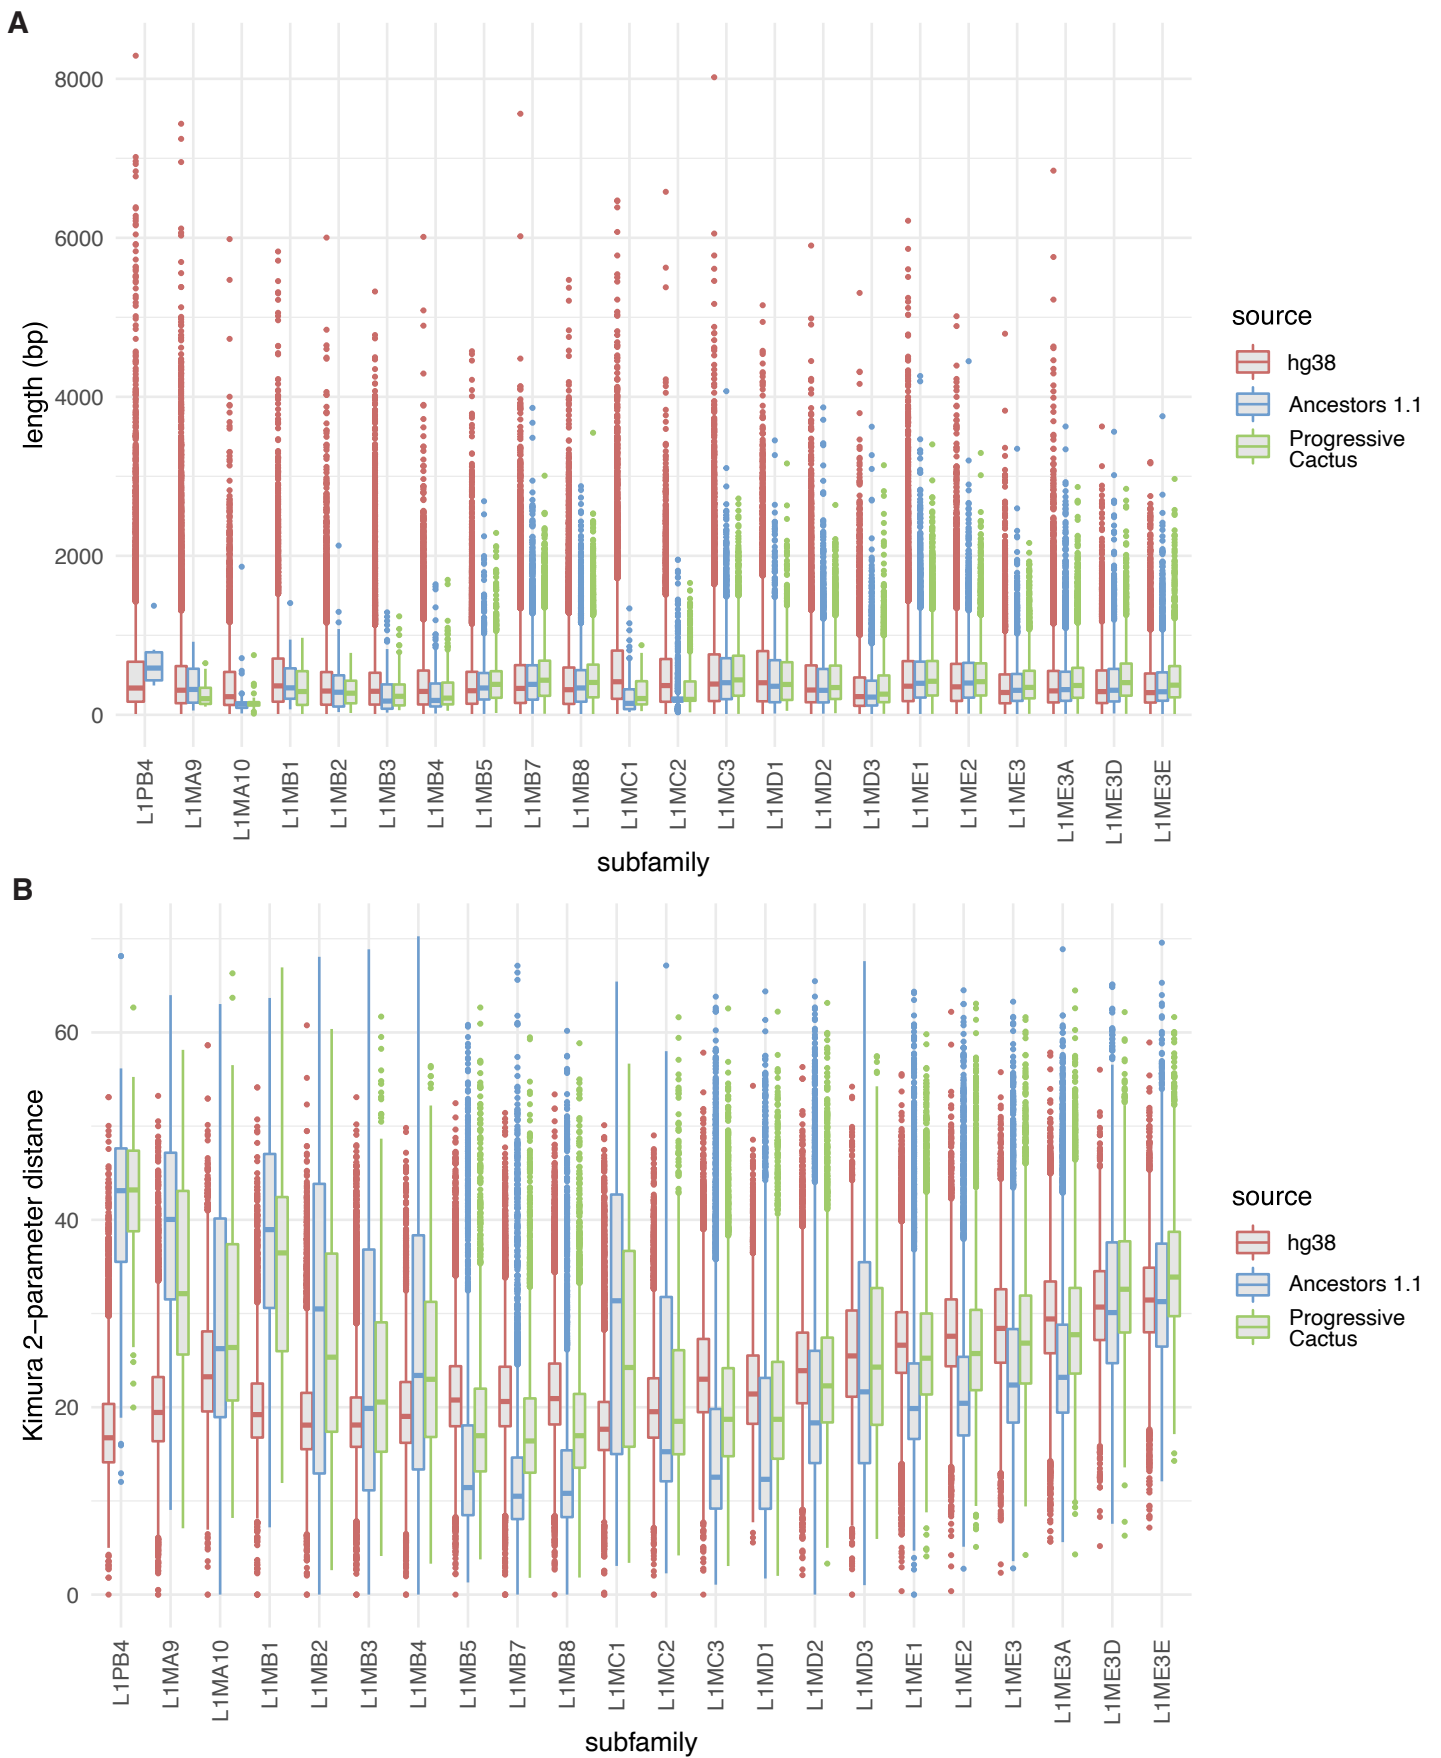 A
8000
6000
4000
2000
0
length (bp)
L1PB4
L1MA9
L1MA10
L1MB1
L1MB2
L1MB3
L1MB4
L1MB5
L1MB7
L1MB8
L1MC1
L1MC2
L1MC3
L1MD1
L1MD2
L1MD3
L1ME1
L1ME2
L1ME3
L1ME3A
L1ME3D
L1ME3E
subfamily
source
hg38
Ancestors 1.1
Progressive
Cactus
B
60
40
20
0
Kimura 2−parameter distance
L1PB4
L1MA9
L1MA10
L1MB1
L1MB2
L1MB3
L1MB4
L1MB5
L1MB7
L1MB8
L1MC1
L1MC2
L1MC3
L1MD1
L1MD2
L1MD3
L1ME1
L1ME2
L1ME3
L1ME3A
L1ME3D
L1ME3E
subfamily
source
hg38
Ancestors 1.1
Progressive
Cactus